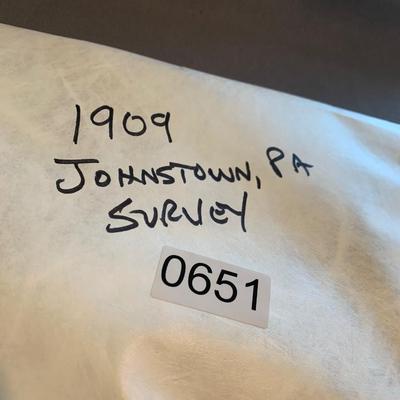 1909
JOHNSTOWN, PA
SURVEY
0651